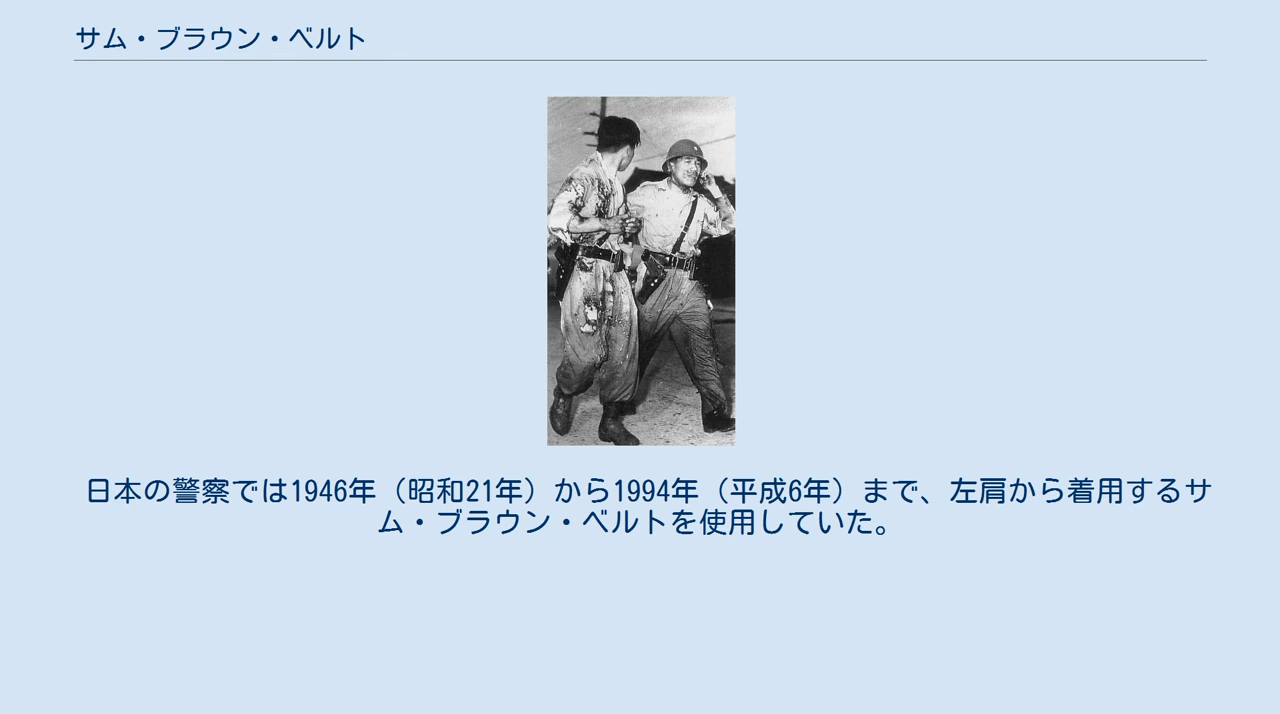 サム・ブラウン・ベルト
日本の警察では1946年（昭和21年）から1994年（平成6年）まで、左肩から着用するサ
ム・ブラウン・ベルトを使用していた。